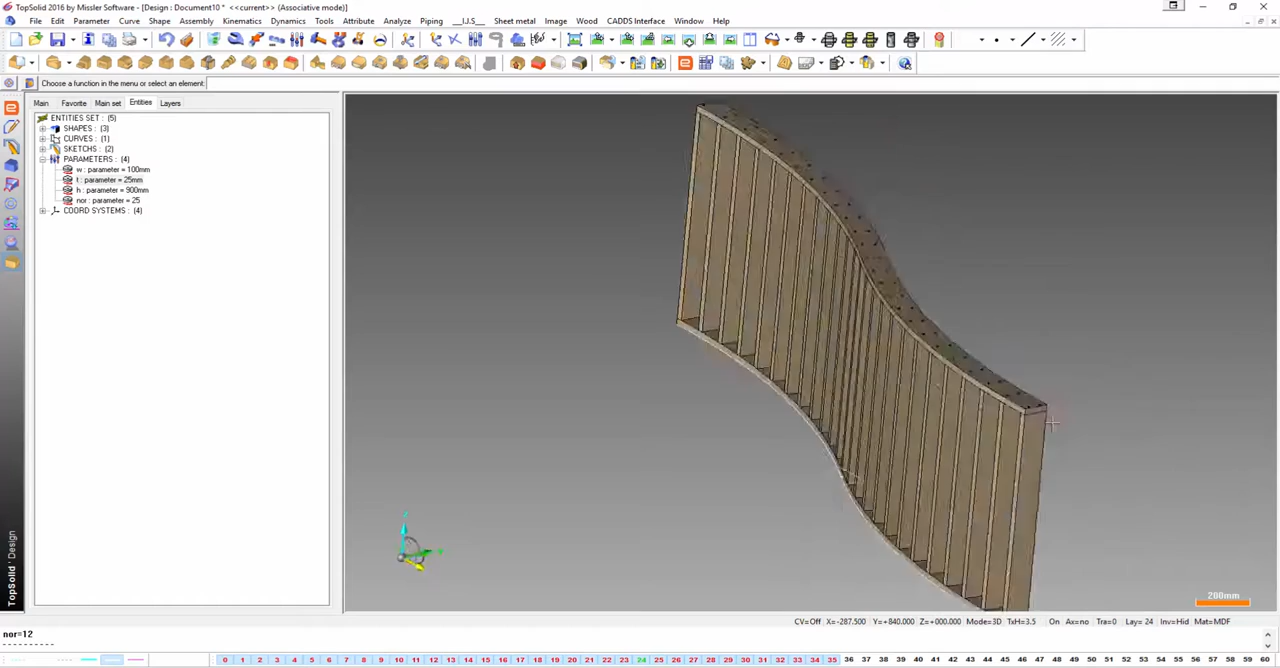 TopSolid 2016 by Missler Software - [Design : Document10 *  <<current>> (Associative mode)]
File Edit Parameter Curve Shape Assembly Kinematics Dynamics Tools Attribute Analyze Piping __I.J.S__ Sheet metal Image Wood CADDS Interface Window Help
Choose a function in the menu or select an element:
Main Favorite Main set Entities Layers
ENTITIES SET : (5)
SHAPES : (3)
CURVES : (1)
SKETCHS : (2)
PARAMETERS : (4)
w : parameter = 100mm
t : parameter = 25mm
h : parameter = 900mm
nor : parameter = 25
COORD SYSTEMS : (4)
TopSolid ' Design
200mm
CV=Off X=-287.500 Y=+840.000 Z=+000.000 Mode=3D TxH=3.5 On Ax=no Tra=0 Lay= 24 Inv=Hid Mat=MDF
nor=12
0 1 2 3 4 5 6 7 8 9 10 11 12 13 14 15 16 17 18 19 20 21 22 23 24 25 26 27 28 29 30 31 32 33 34 35 36 37 38 39 40 41 42 43 44 45 46 47 48 49 50 51 52 53 54 55 56 57 58 59 60